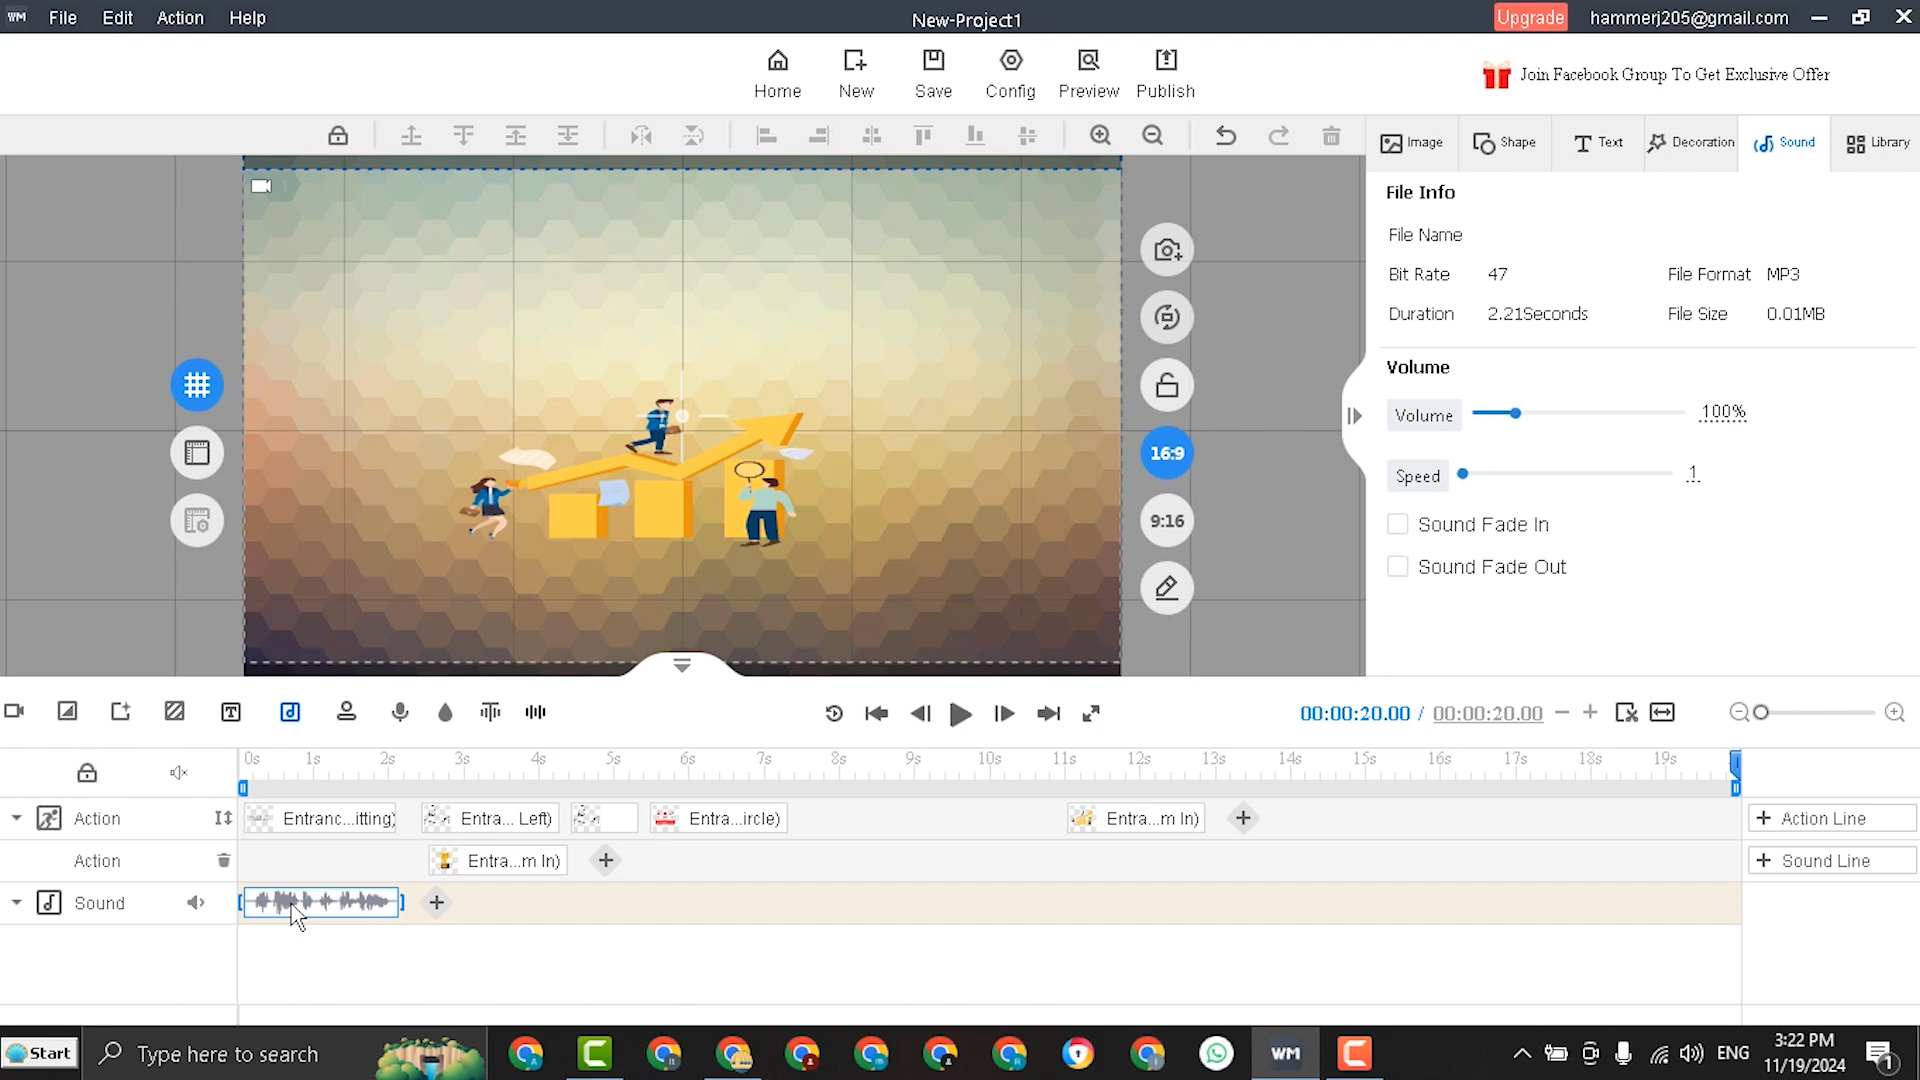 WM File Edit Action Help
New-Project1
Upgrade hammerj205@gmail.com
Home New Save Config Preview Publish
Join Facebook Group To Get Exclusive Offer
Image Shape Text Decoration Sound Library
File Info
File Name
Bit Rate 47 File Format MP3
Duration 2.21Seconds File Size 0.01MB
Volume
Volume 100%
Speed 1
Sound Fade In
Sound Fade Out
16:9
9:16
00:00:20.00 / 00:00:20.00
0s 1s 2s 3s 4s 5s 6s 7s 8s 9s 10s 11s 12s 13s 14s 15s 16s 17s 18s 19s
Action Entranc...itting) Entra... Left) Entra...ircle) Entra...m In) + Action Line
Action Entra...m In) + Sound Line
Sound
Start Type here to search WM ENG 3:22 PM
11/19/2024 1